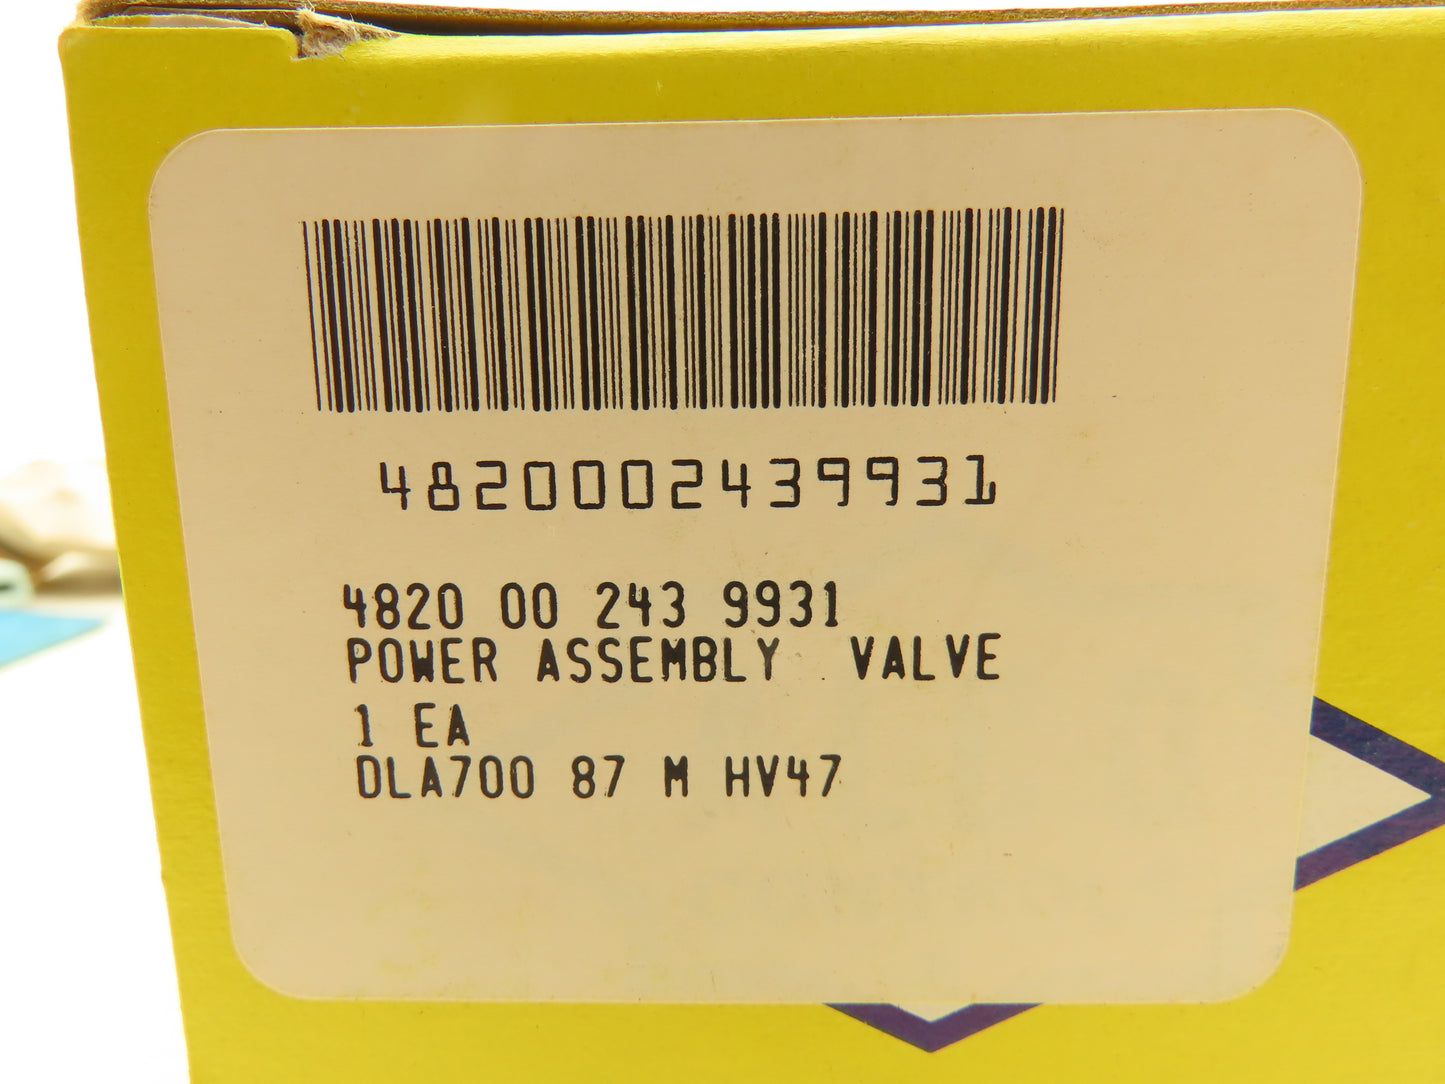 4820002439931
4820 00 243 9931
POWER ASSEMBLY VALVE
1 EA
DLA700 87 M HV47